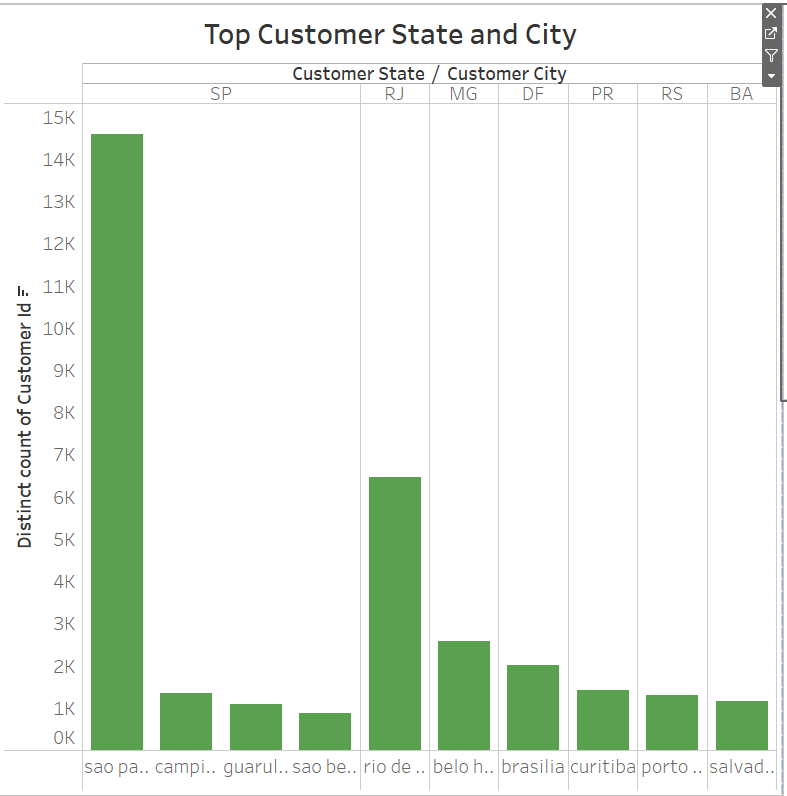 Top Customer State and City
Customer State / Customer City
SP RJ MG DF PR RS BA
15K
14K
13K
12K
11K
10K
9K
8K
7K
6K
5K
4K
3K
2K
1K
0K
Distinct count of Customer Id
sao pa.. campi.. guarul.. sao be.. rio de .. belo h.. brasilia curitiba porto .. salvad..